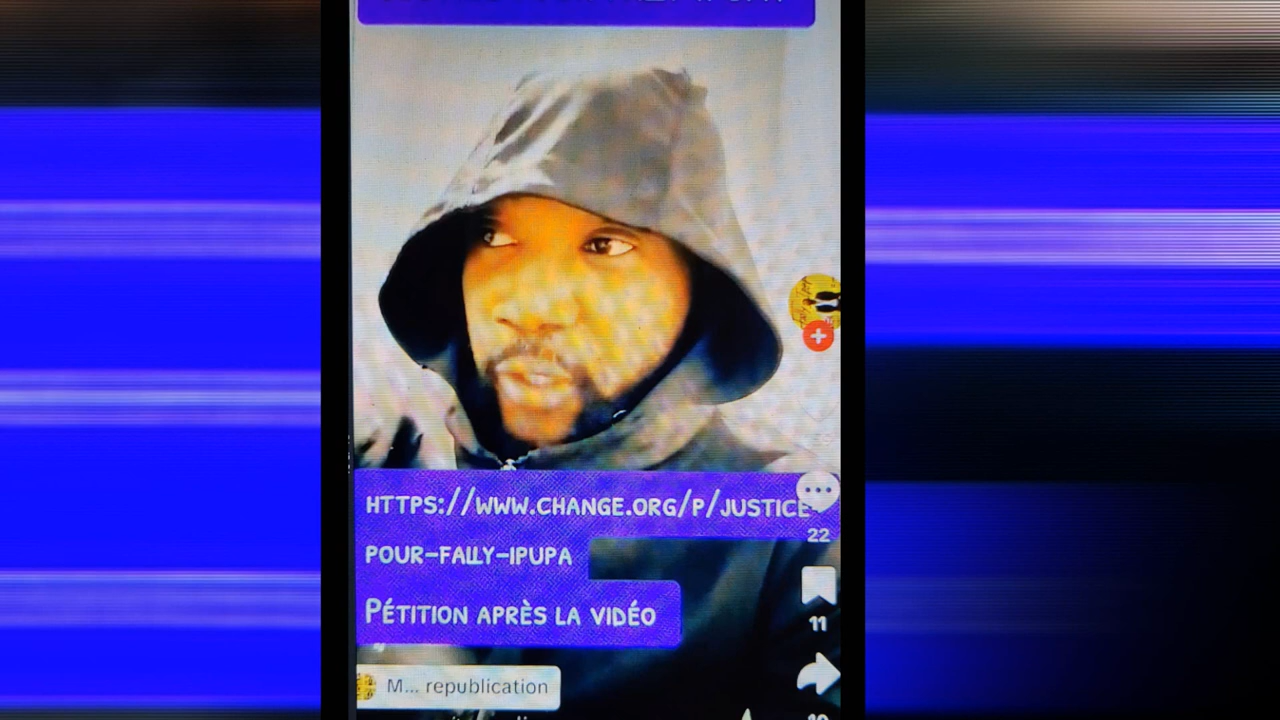 HTTPS://WWW.CHANGE.ORG/P/JUSTICE-
POUR-FALLY-IPUPA
PÉTITION APRÈS LA VIDÉO
22
11
M... republication